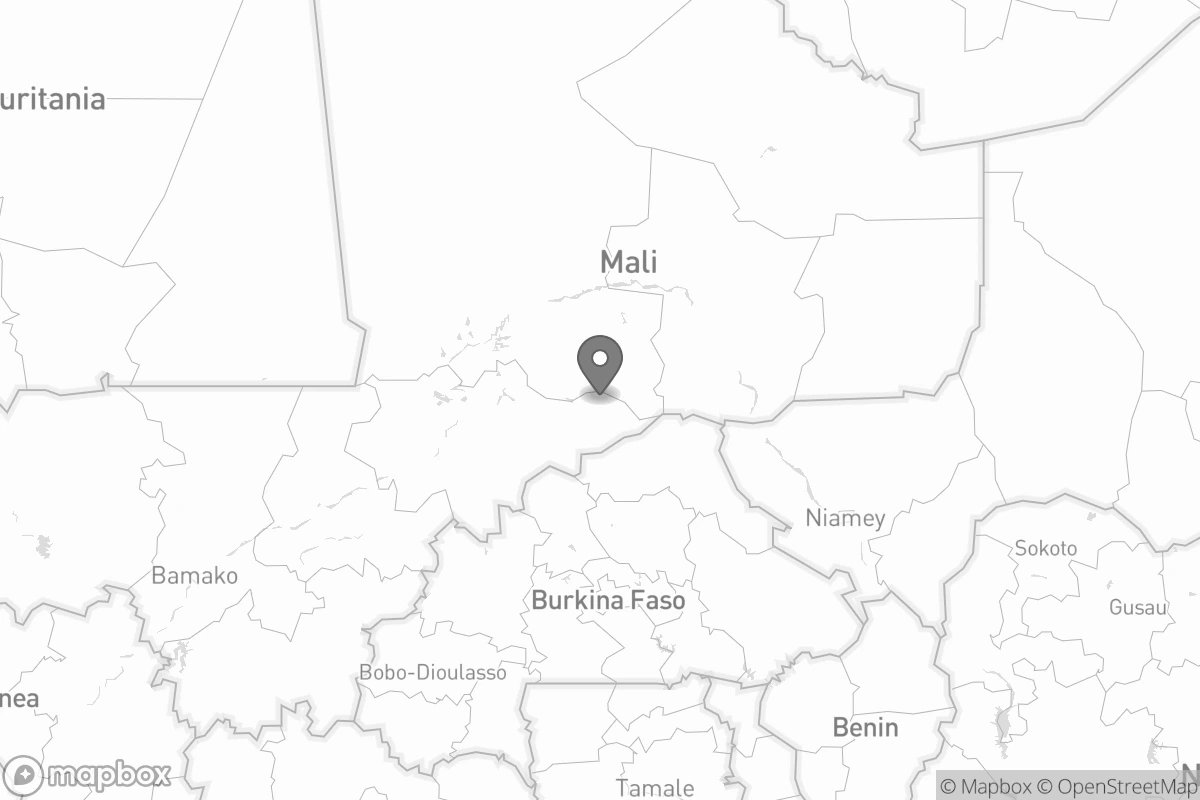 uritania
Mali
Niamey
Sokoto
Bamako
Burkina Faso
Gusau
Bobo-Dioulasso
nea
Benin
mapbox
Tamale
N
© Mapbox © OpenStreetMap